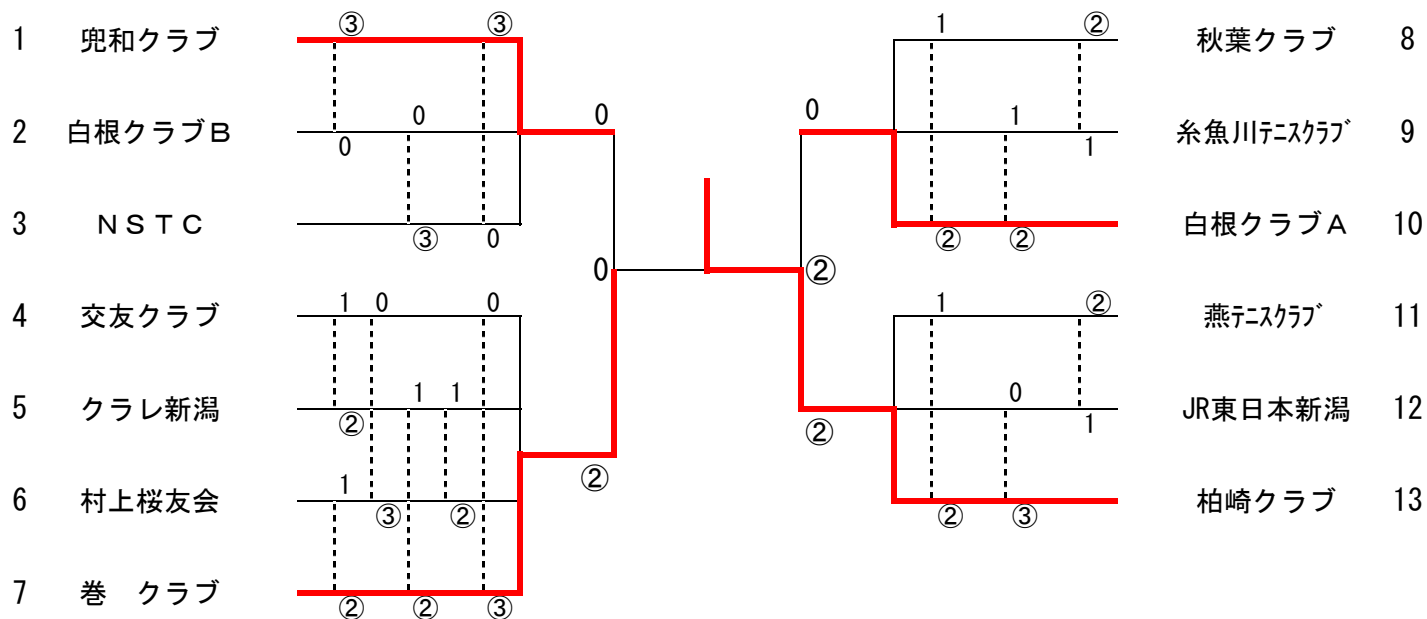 ③ ③ 1 ②
1 兜和クラブ 秋葉クラブ 8
0 0 0 1
2 白根クラブB 糸魚川テニスクラブ 9
0 1
3 NSTC 白根クラブA 10
③ 0 ② ②
0 ②
1 0 0 1 ②
4 交友クラブ 燕テニスクラブ 11
1 1 0
5 クラレ新潟 JR東日本新潟 12
② ② 1
1 ②
6 村上桜友会 柏崎クラブ 13
③ ② ② ③
7 巻 クラブ
② ② ③